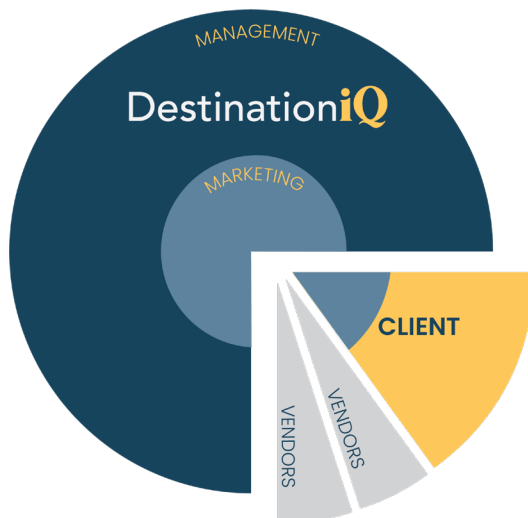 MANAGEMENT
DestinationiQ
MARKETING
CLIENT
VENDORS
VENDORS